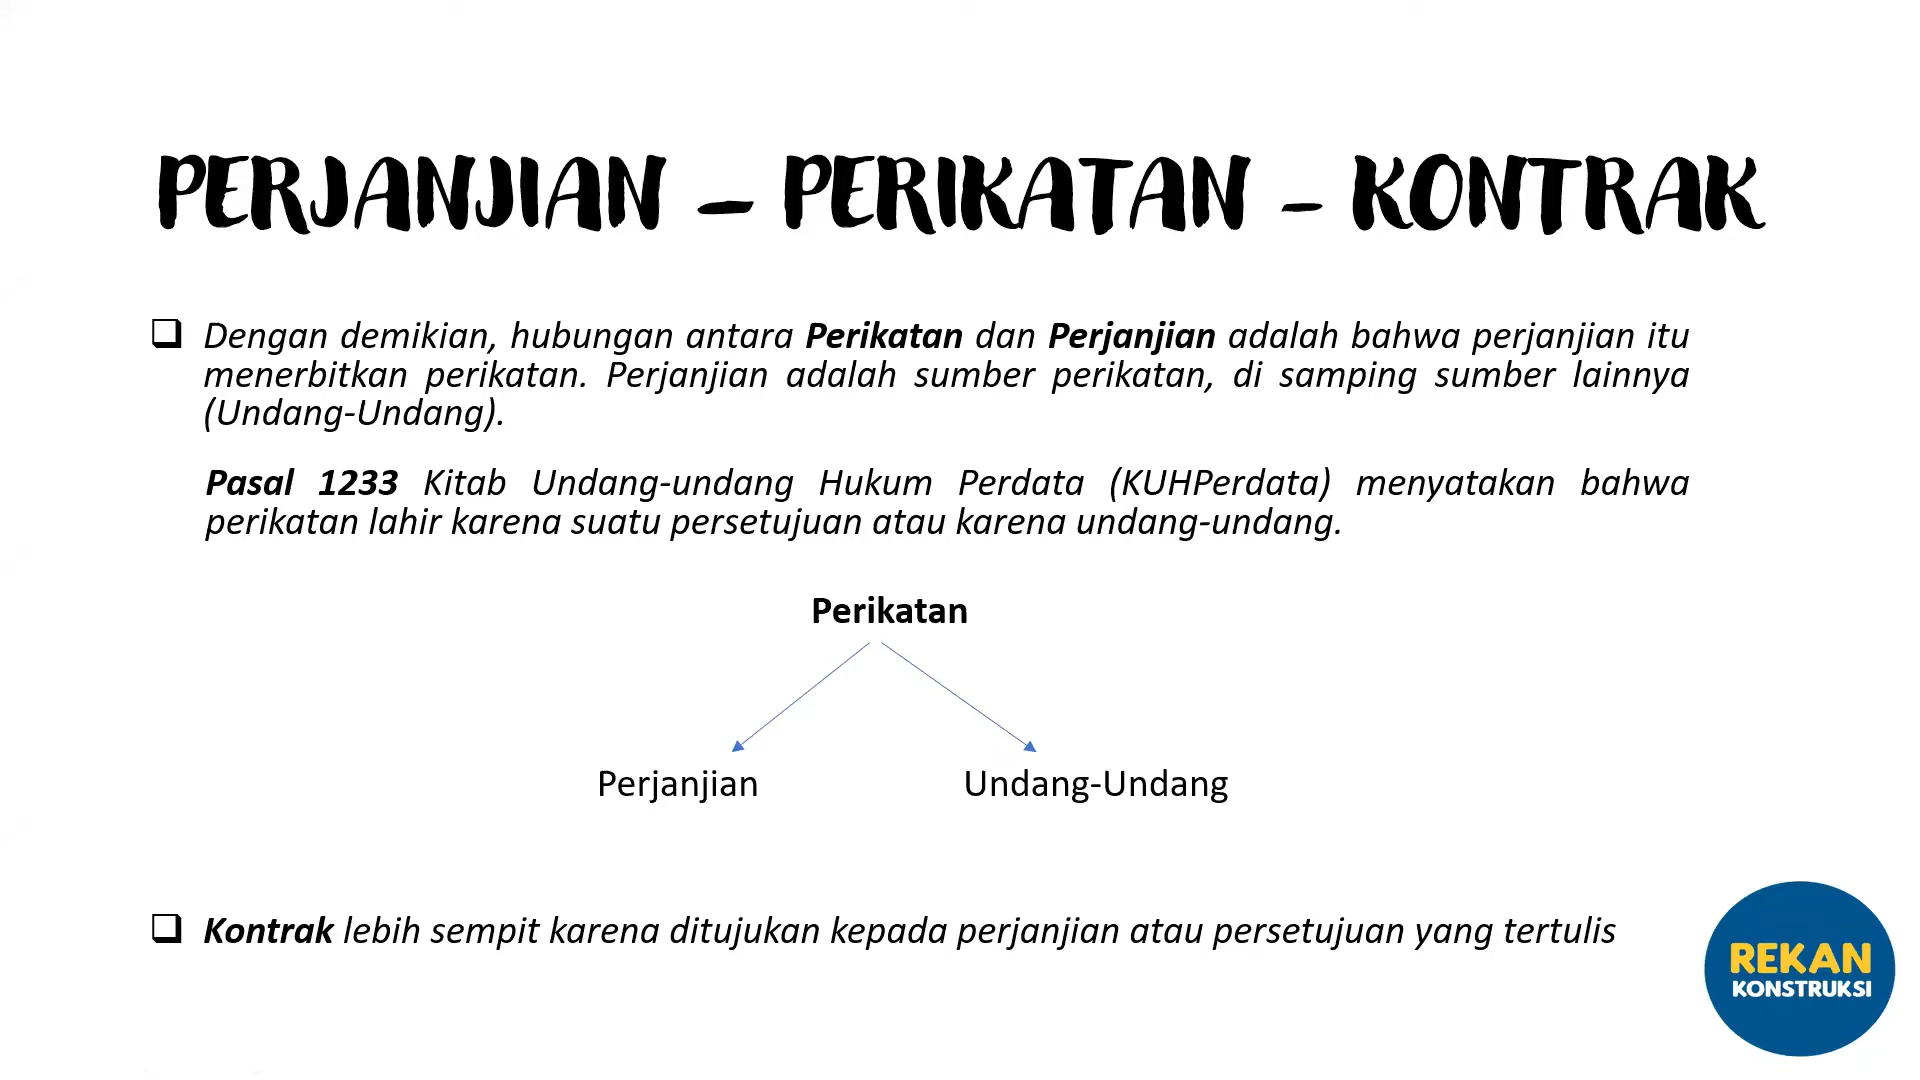 PERJANJIAN – PERIKATAN - KONTRAK
Dengan demikian, hubungan antara Perikatan dan Perjanjian adalah bahwa perjanjian itu
menerbitkan perikatan. Perjanjian adalah sumber perikatan, di samping sumber lainnya
(Undang-Undang).
Pasal 1233 Kitab Undang-undang Hukum Perdata (KUHPerdata) menyatakan bahwa
perikatan lahir karena suatu persetujuan atau karena undang-undang.
Perikatan
Perjanjian
Undang-Undang
Kontrak lebih sempit karena ditujukan kepada perjanjian atau persetujuan yang tertulis
REKAN
KONSTRUKSI